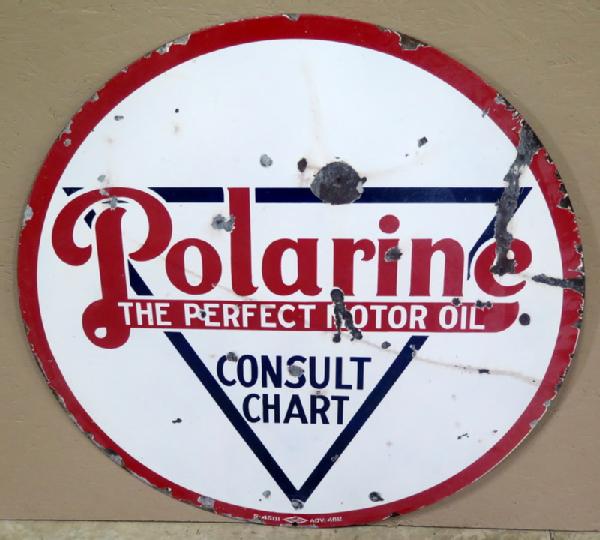 Polarine
THE PERFECT MOTOR OIL
CONSULT
CHART